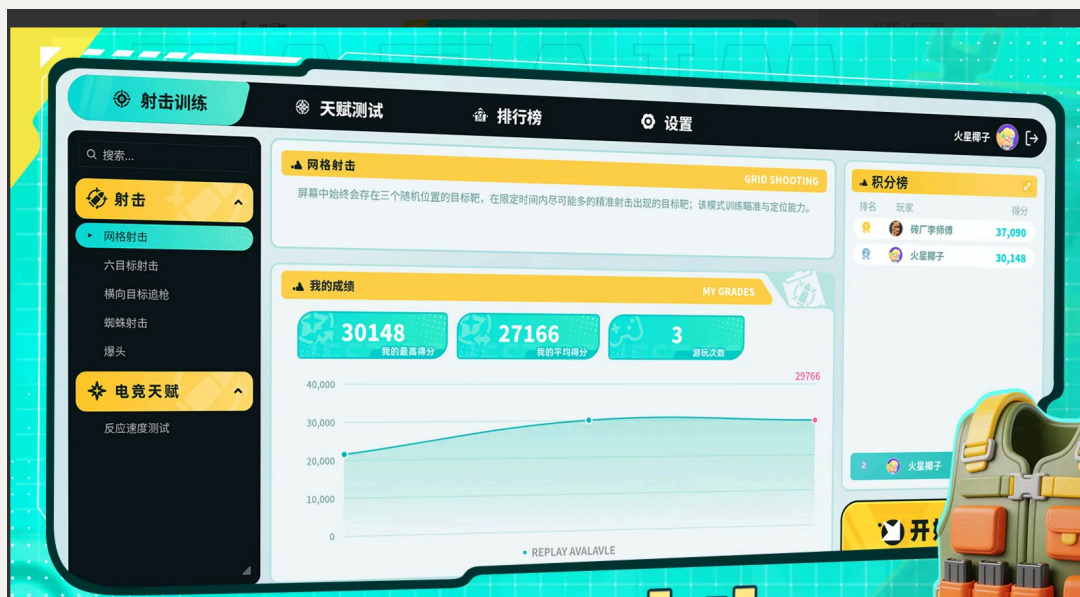 射击训练
天赋测试
排行榜
设置
火星椰子
搜索...
射击
网格射击
六目标射击
横向目标追枪
蜘蛛射击
爆头
电竞天赋
反应速度测试
网格射击
GRID SHOOTING
屏幕中始终会存在三个随机位置的目标靶，在限定时间内尽可能多的精准射击出现的目标靶；该模式训练瞄准与定位能力。
我的成绩
MY GRADES
30148
我的最高得分
27166
我的平均得分
3
游玩次数
29766
40,000
30,000
20,000
10,000
0
REPLAY AVALAVLE
积分榜
排名 玩家 得分
1 砖厂李师傅 37,090
2 火星椰子 30,148
2 火星椰子
开